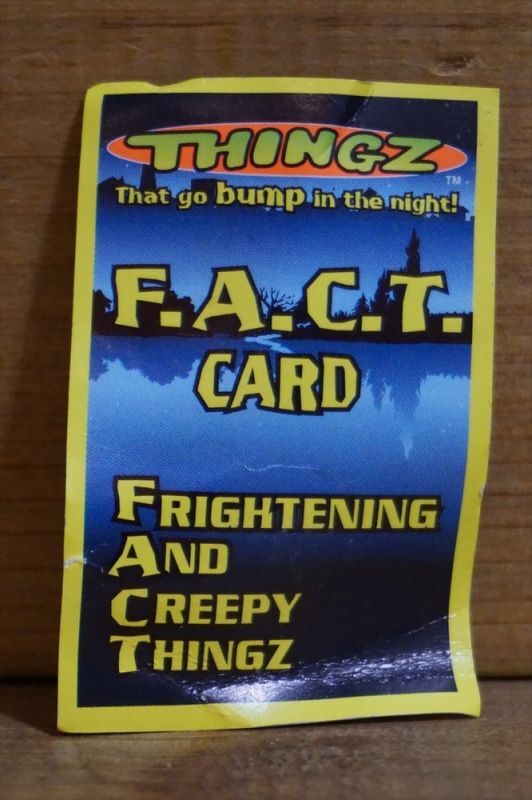 THINGZ
TM
That go bump in the night!
F.A.C.T.
CARD
FRIGHTENING
AND
CREEPY
THINGZ